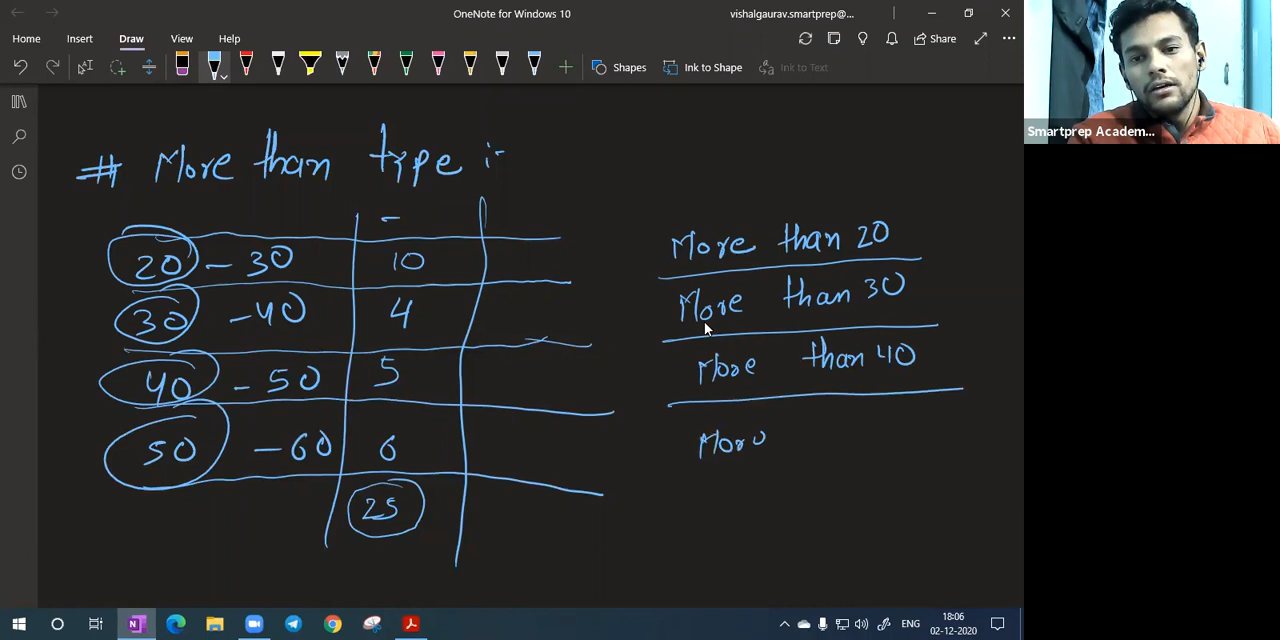 OneNote for Windows 10
vishalgaurav.smartprep@...
Home Insert Draw View Help
Share
Shapes
Ink to Shape
Ink to Text
Smartprep Academ...
# More than type :-
20 - 30 10
30 - 40 4
40 - 50 5
50 - 60 6
25
More than 20
More than 30
More than 40
More
ENG
18:06
02-12-2020